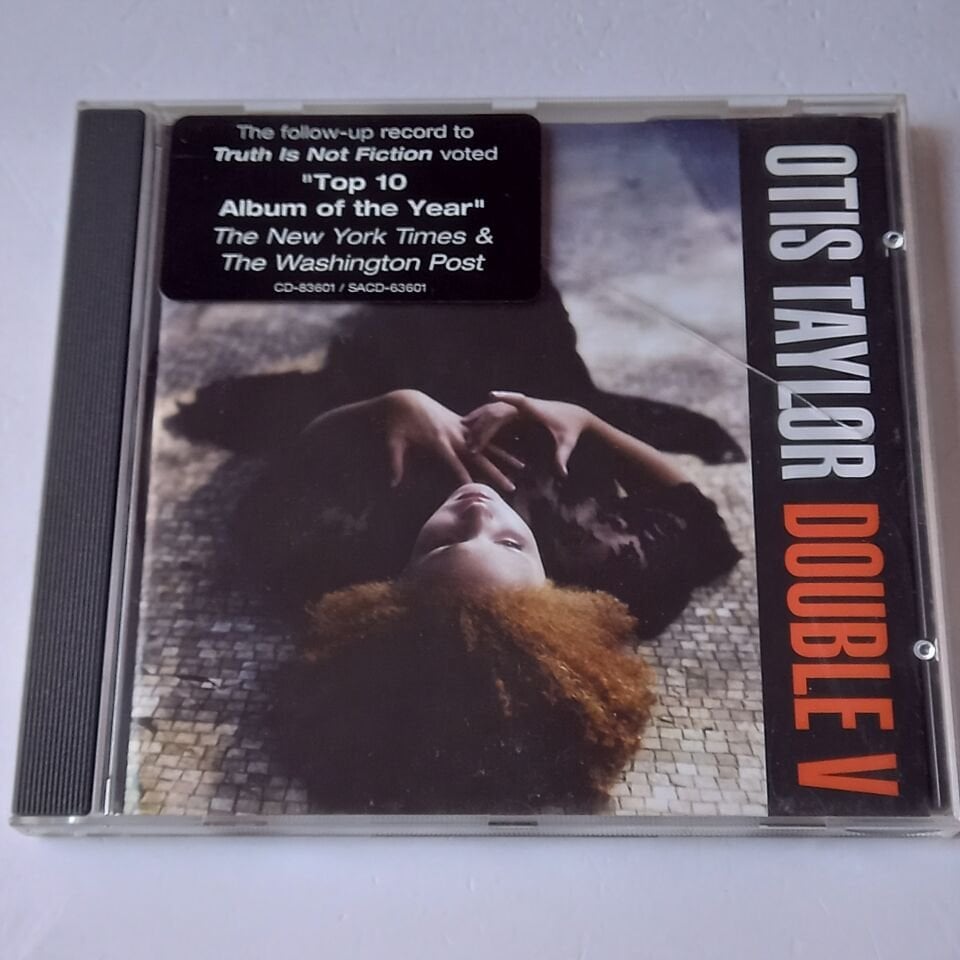 The follow-up record to
Truth Is Not Fiction voted
"Top 10
Album of the Year"
The New York Times &
The Washington Post
CD-83601 / SACD-63601
OTIS TAYLOR DOUBLE V